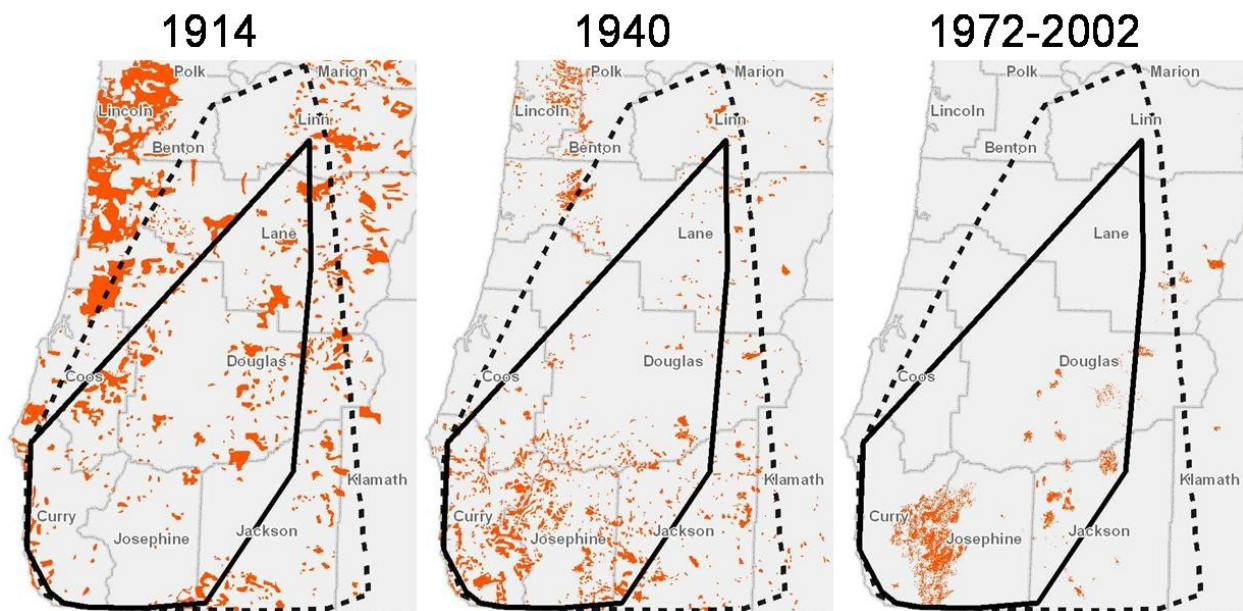 1914
Polk
Marion
Lincoln
Linn
Benton
Lane
Douglas
Coos
Klamath
Curry
Jackson
Josephine
1940
Polk
Marion
Lincoln
Linn
Benton
Lane
Douglas
Coos
Klamath
Curry
Jackson
Josephine
1972-2002
Polk
Marion
Lincoln
Linn
Benton
Lane
Douglas
Coos
Klamath
Curry
Jackson
Josephine